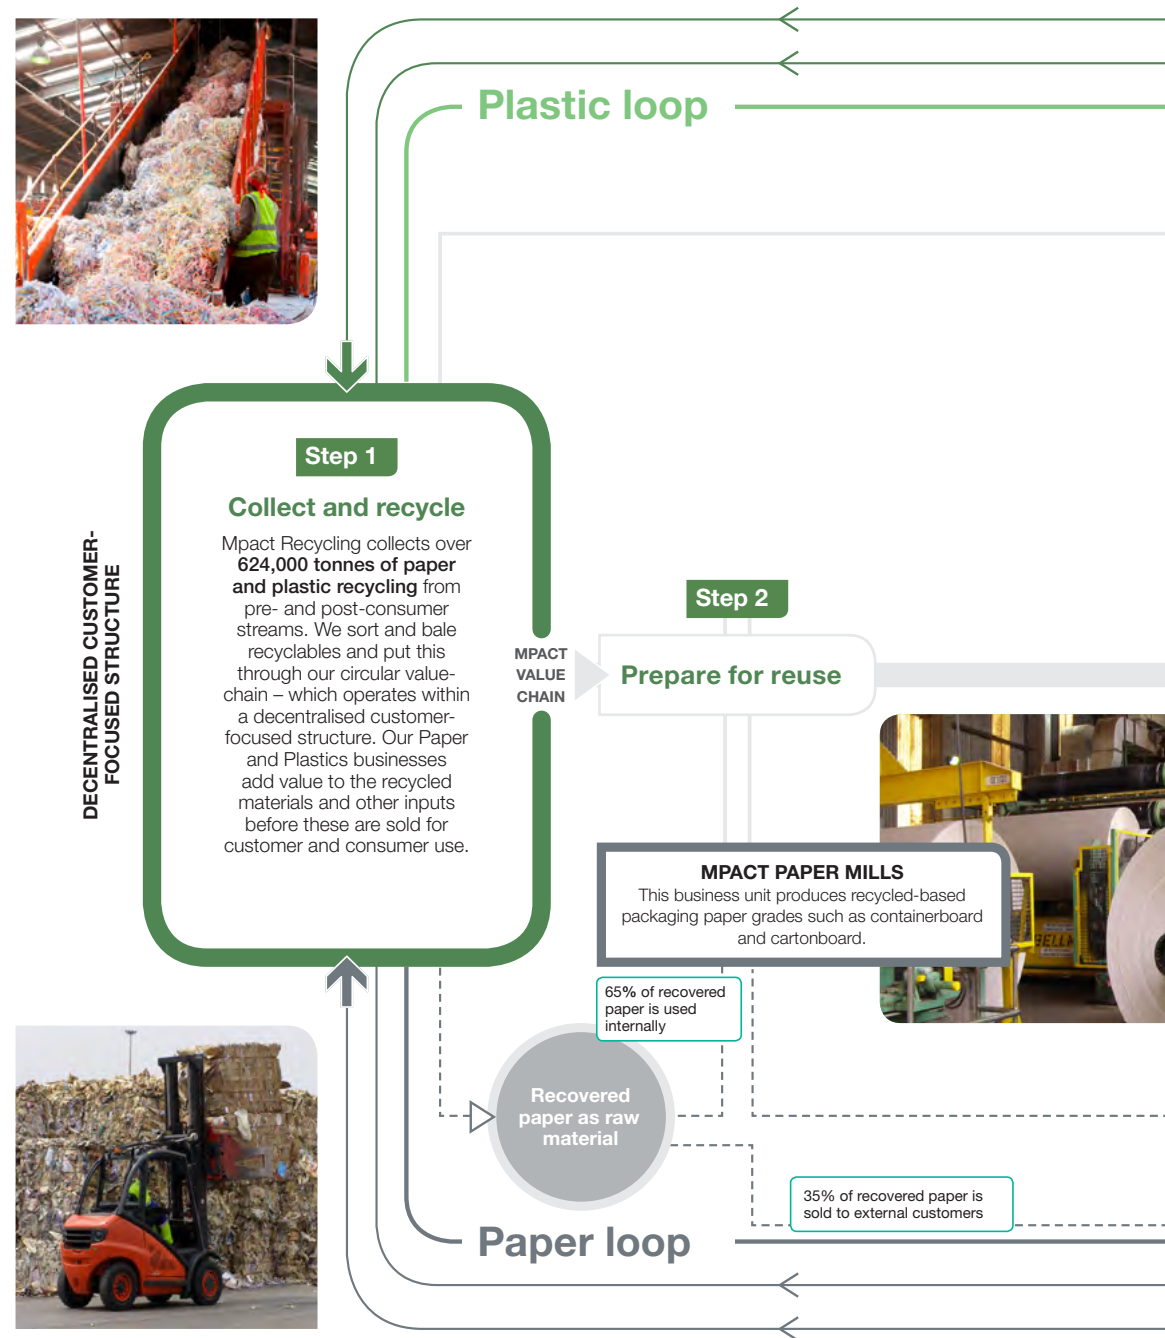 Plastic loop
DECENTRALISED CUSTOMER-
FOCUSED STRUCTURE
Step 1
Collect and recycle
Mpact Recycling collects over
624,000 tonnes of paper
and plastic recycling from
pre- and post-consumer
streams. We sort and bale
recyclables and put this
through our circular value-
chain – which operates within
a decentralised customer-
focused structure. Our Paper
and Plastics businesses
add value to the recycled
materials and other inputs
before these are sold for
customer and consumer use.
MPACT
VALUE
CHAIN
Step 2
Prepare for reuse
MPACT PAPER MILLS
This business unit produces recycled-based
packaging paper grades such as containerboard
and cartonboard.
65% of recovered
paper is used
internally
Recovered
paper as raw
material
35% of recovered paper is
sold to external customers
Paper loop